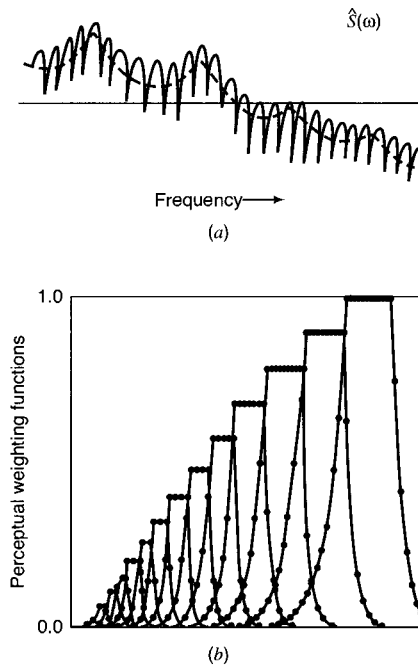 Ŝ(ω)
Frequency
(a)
1.0
Perceptual weighting functions
0.0
(b)